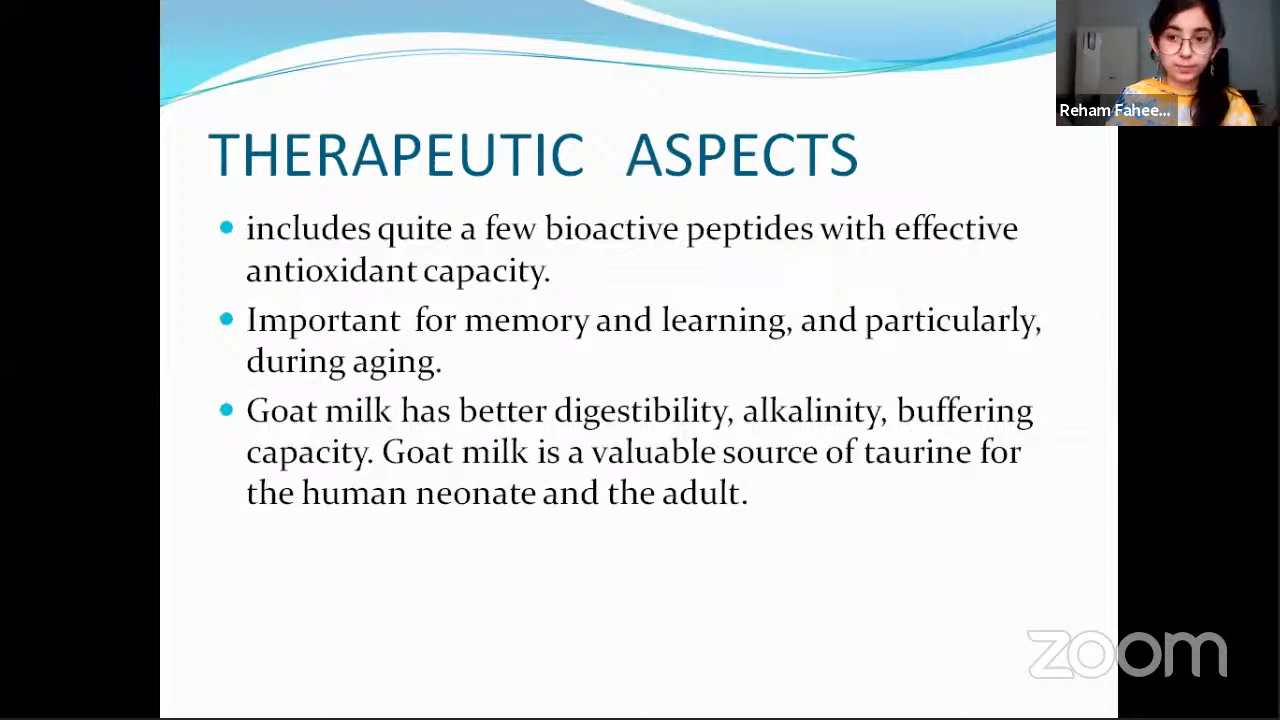 Reham Fahee...
THERAPEUTIC ASPECTS
includes quite a few bioactive peptides with effective
antioxidant capacity.
Important for memory and learning, and particularly,
during aging.
Goat milk has better digestibility, alkalinity, buffering
capacity. Goat milk is a valuable source of taurine for
the human neonate and the adult.
zoom